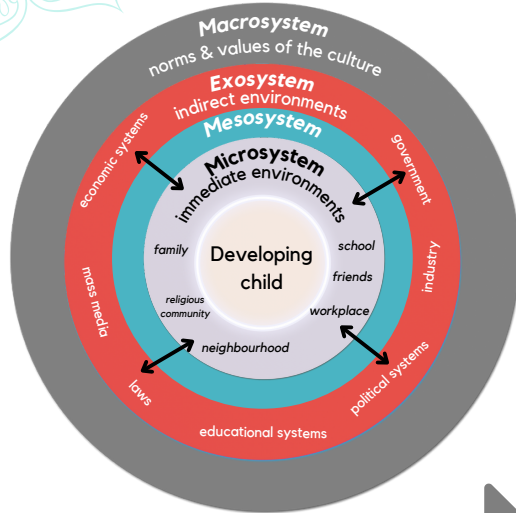 Macrosystem
norms & values of the culture
Exosystem
indirect environments
Mesosystem
Microsystem
immediate environments
Developing
child
family
religious
community
neighbourhood
school
friends
workplace
economic systems
government
mass media
industry
laws
political systems
educational systems